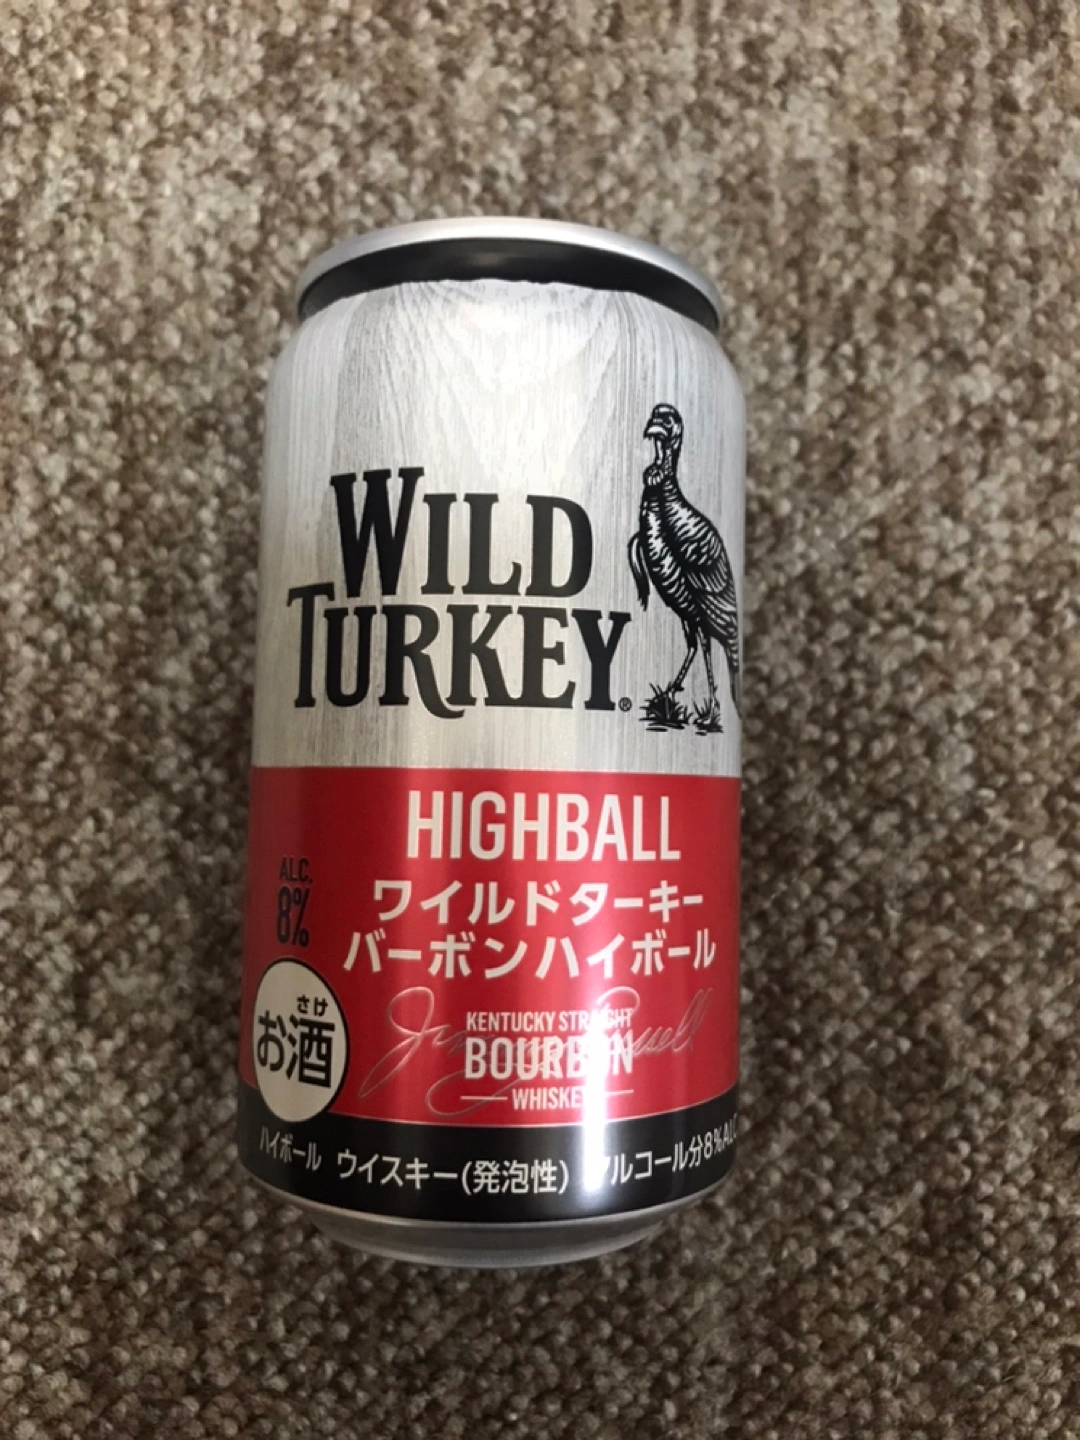 WILD
TURKEY®
HIGHBALL
ALC.
8%
ワイルドターキー
バーボンハイボール
さけ
お酒
KENTUCKY STRAIGHT
BOURBON
WHISKEY
ハイボール ウイスキー(発泡性) アルコール分8%